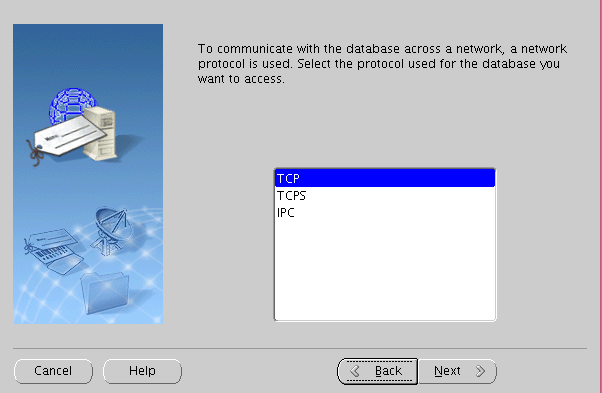 To communicate with the database across a network, a network
protocol is used. Select the protocol used for the database you
want to access.
TCP
TCPS
IPC
Cancel
Help
Back
Next